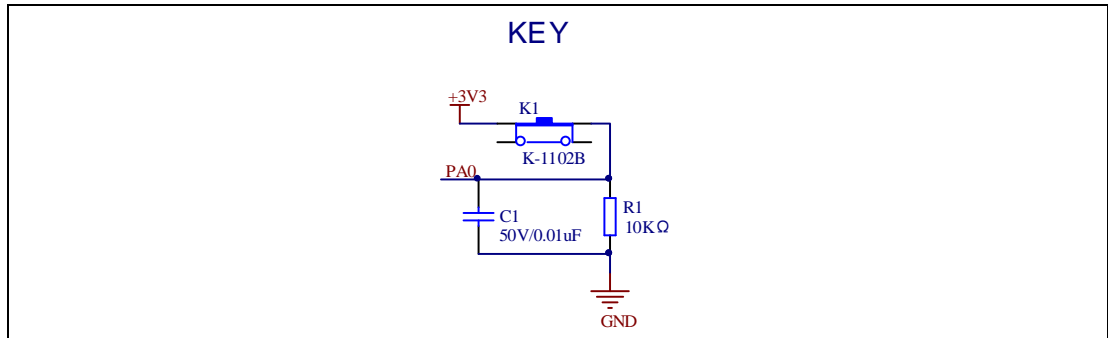 KEY
+3V3
K1
K-1102B
PA0
C1
50V/0.01uF
R1
10KΩ
GND